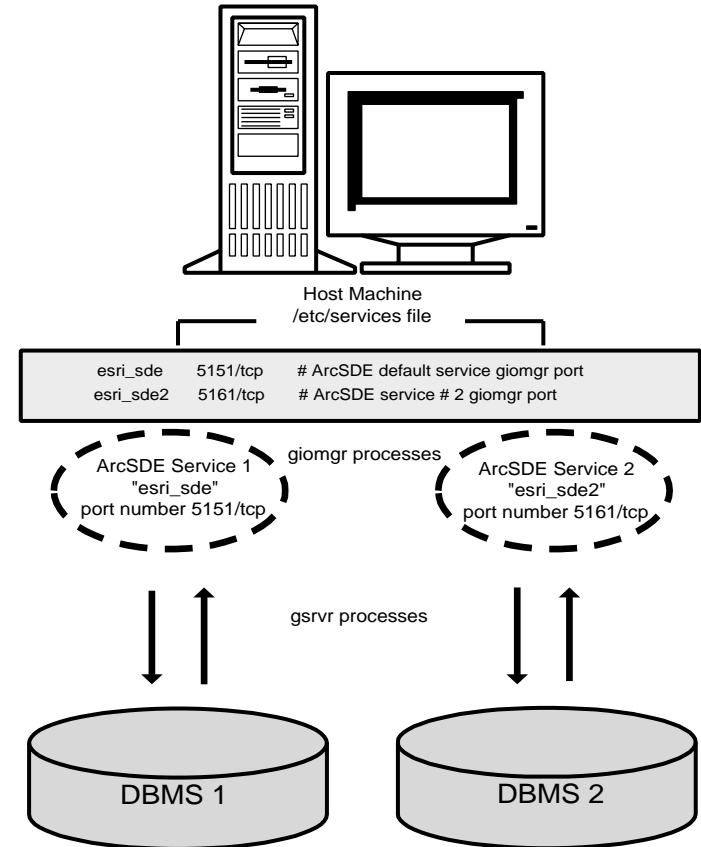 Host Machine
/etc/services file
esri_sde 5151/tcp # ArcSDE default service giomgr port
esri_sde2 5161/tcp # ArcSDE service # 2 giomgr port
giomgr processes
ArcSDE Service 1
"esri_sde"
port number 5151/tcp
ArcSDE Service 2
"esri_sde2"
port number 5161/tcp
gsrvr processes
DBMS 1
DBMS 2